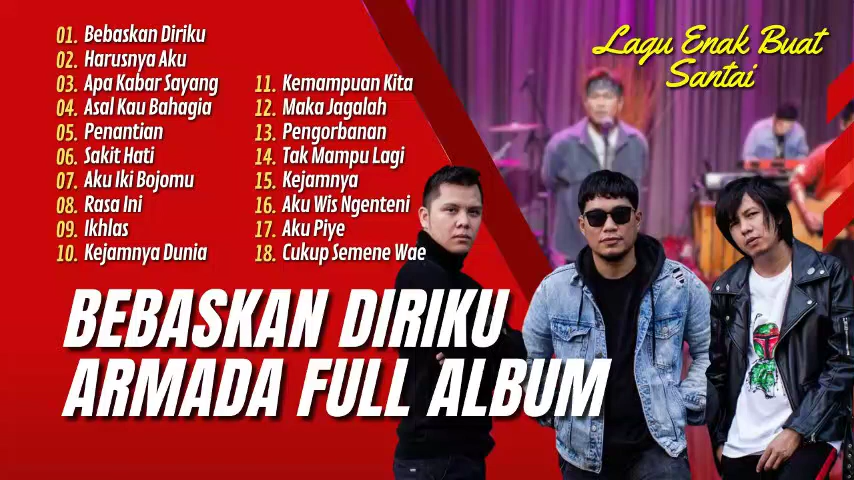 01. Bebaskan Diriku
02. Harusnya Aku
03. Apa Kabar Sayang
04. Asal Kau Bahagia
05. Penantian
06. Sakit Hati
07. Aku Iki Bojomu
08. Rasa Ini
09. Ikhlas
10. Kejamnya Dunia
11. Kemampuan Kita
12. Maka Jagalah
13. Pengorbanan
14. Tak Mampu Lagi
15. Kejamnya
16. Aku Wis Ngenteni
17. Aku Piye
18. Cukup Semene Wae
Lagu Enak Buat
Santai
BEBASKAN DIRIKU
ARMADA FULL ALBUM